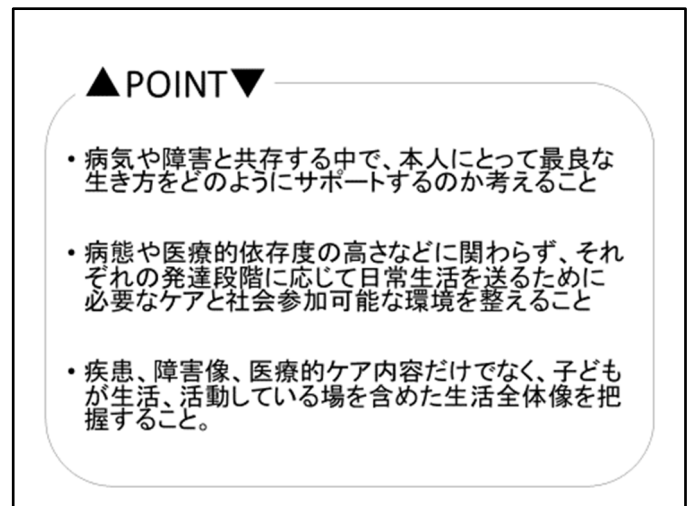 ▲POINT▼
・病気や障害と共存する中で、本人にとって最良な
生き方をどのようにサポートするのか考えること
・病態や医療的依存度の高さなどに関わらず、それ
ぞれの発達段階に応じて日常生活を送るために
必要なケアと社会参加可能な環境を整えること
・疾患、障害像、医療的ケア内容だけでなく、子ども
が生活、活動している場を含めた生活全体像を把
握すること。